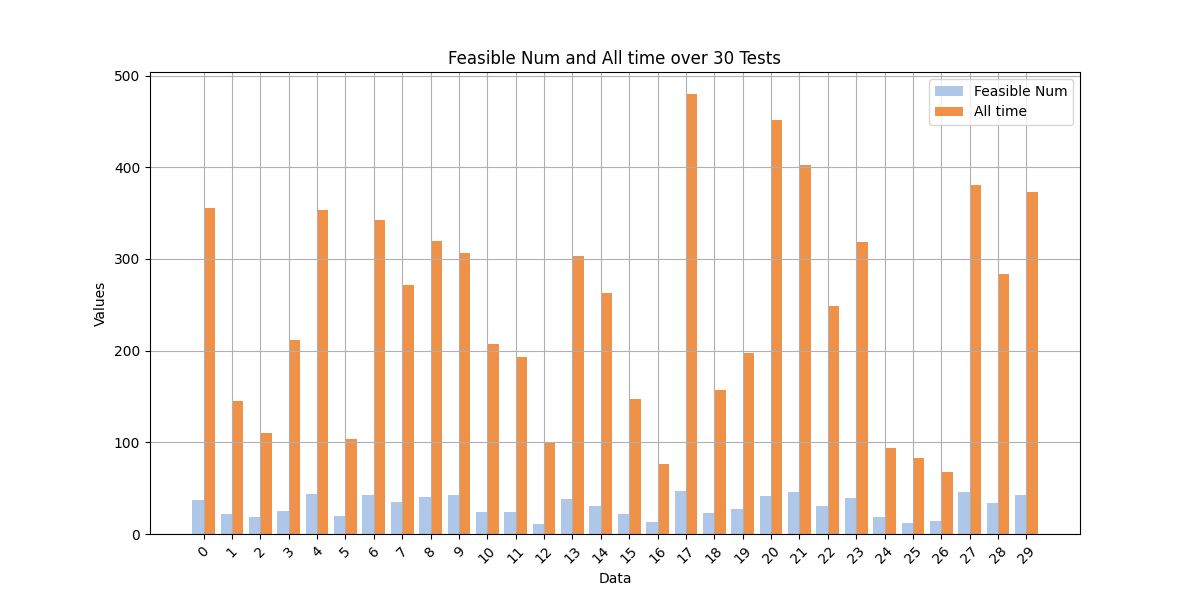 Feasible Num and All time over 30 Tests
500
400
300
200
100
0
Values
Feasible Num
All time
0 1 2 3 4 5 6 7 8 9 10 11 12 13 14 15 16 17 18 19 20 21 22 23 24 25 26 27 28 29
Data